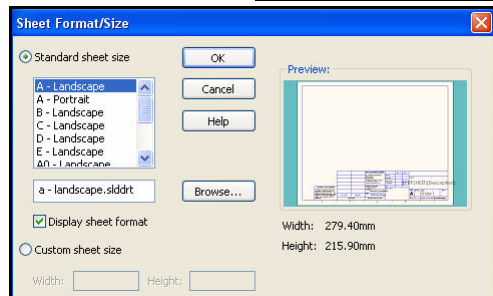 Sheet Format/Size
Standard sheet size
A - Landscape
A - Portrait
B - Landscape
C - Landscape
D - Landscape
E - Landscape
A0 - Landscape
a - landscape.slddrt
Display sheet format
Custom sheet size
Width:
Height:
OK
Cancel
Help
Browse...
Preview:
Width: 279.40mm
Height: 215.90mm